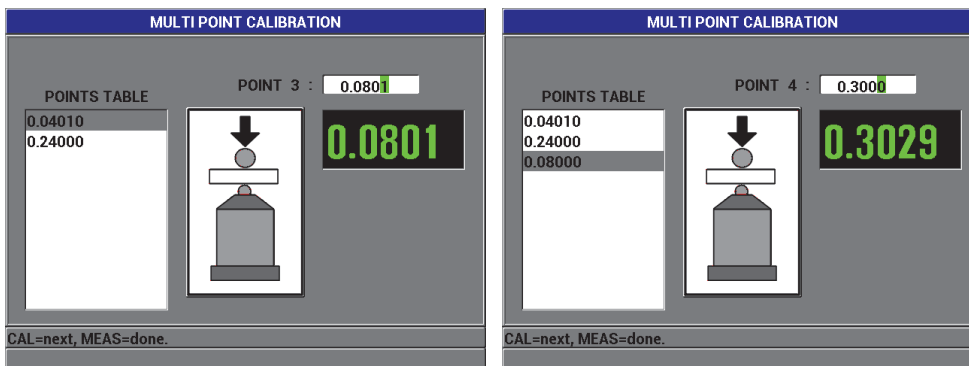 MULTI POINT CALIBRATION
POINT 3 : 0.0801
POINTS TABLE
0.04010
0.24000
0.0801
CAL=next, MEAS=done.
MULTI POINT CALIBRATION
POINT 4 : 0.3000
POINTS TABLE
0.04010
0.24000
0.08000
0.3029
CAL=next, MEAS=done.